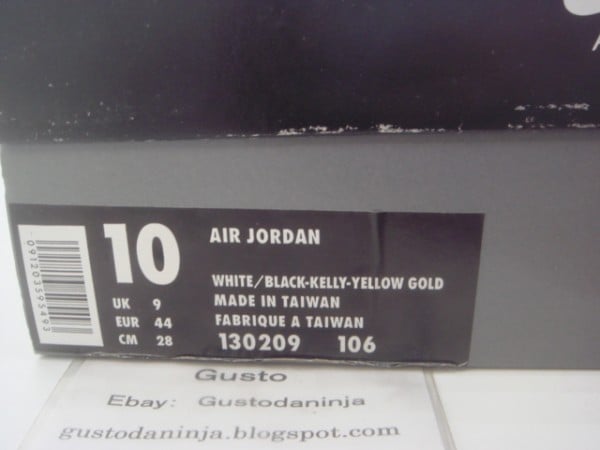 091203595493
10
AIR JORDAN
WHITE/BLACK-KELLY-YELLOW GOLD
UK 9
MADE IN TAIWAN
EUR 44
FABRIQUE A TAIWAN
CM 28
130209 106
Gusto
Ebay: Gustodaninja
gustodaninja.blogspot.com